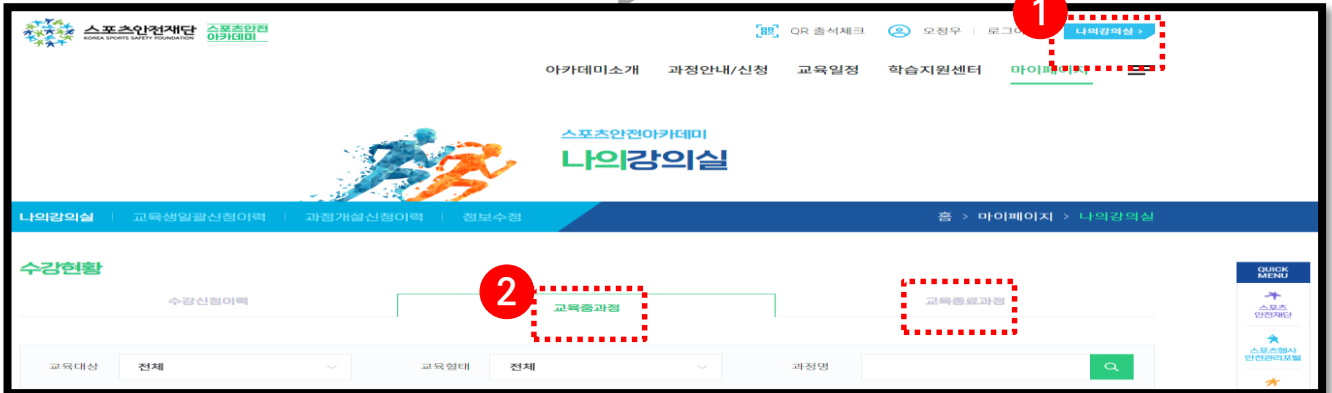 1
스포츠안전재단
KOREA SPORTS SAFETY FOUNDATION
스포츠안전
아카데미
QR 출석체크
오정우
나의강의실 >
아카데미소개 과정안내/신청 교육일정 학습지원센터 마이페이지
스포츠안전아카데미
나의강의실
나의강의실 교육생일괄신청이력 과정개설신청이력 정보수정
홈 > 마이페이지 > 나의강의실
수강현황
QUICK
MENU
2
수강신청이력 교육중과정 교육종료과정
스포츠
안전재단
스포츠행사
안전관리포털
교육대상 전체 교육형태 전체 과정명